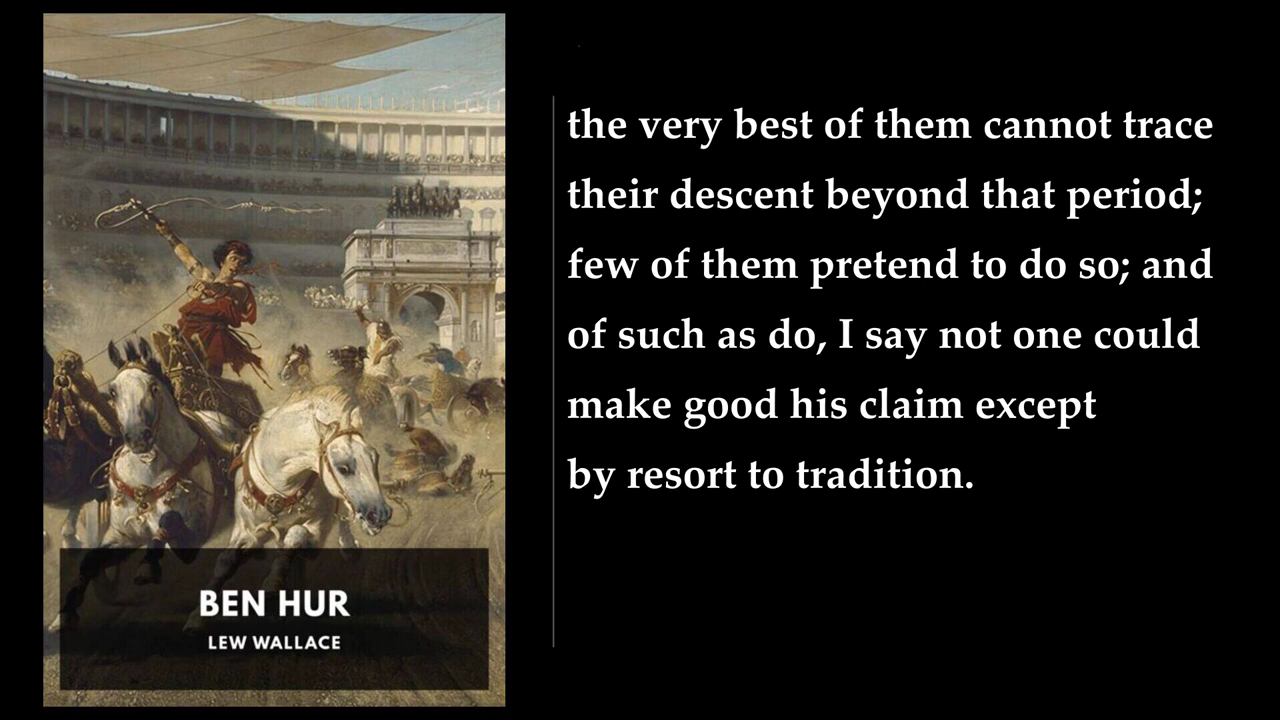 BEN HUR
LEW WALLACE
the very best of them cannot trace
their descent beyond that period;
few of them pretend to do so; and
of such as do, I say not one could
make good his claim except
by resort to tradition.